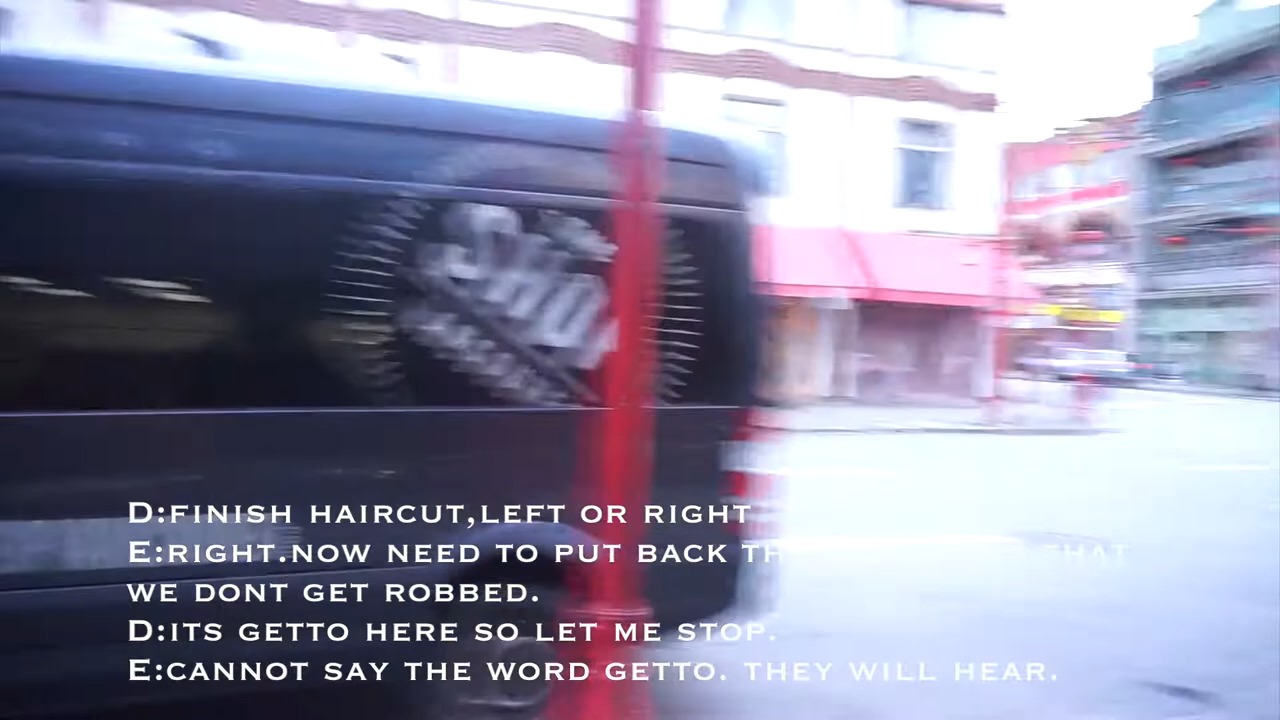 D:FINISH HAIRCUT,LEFT OR RIGHT
E:RIGHT.NOW NEED TO PUT BACK THAT
WE DONT GET ROBBED.
D:ITS GETTO HERE SO LET ME STOP.
E:CANNOT SAY THE WORD GETTO. THEY WILL HEAR.